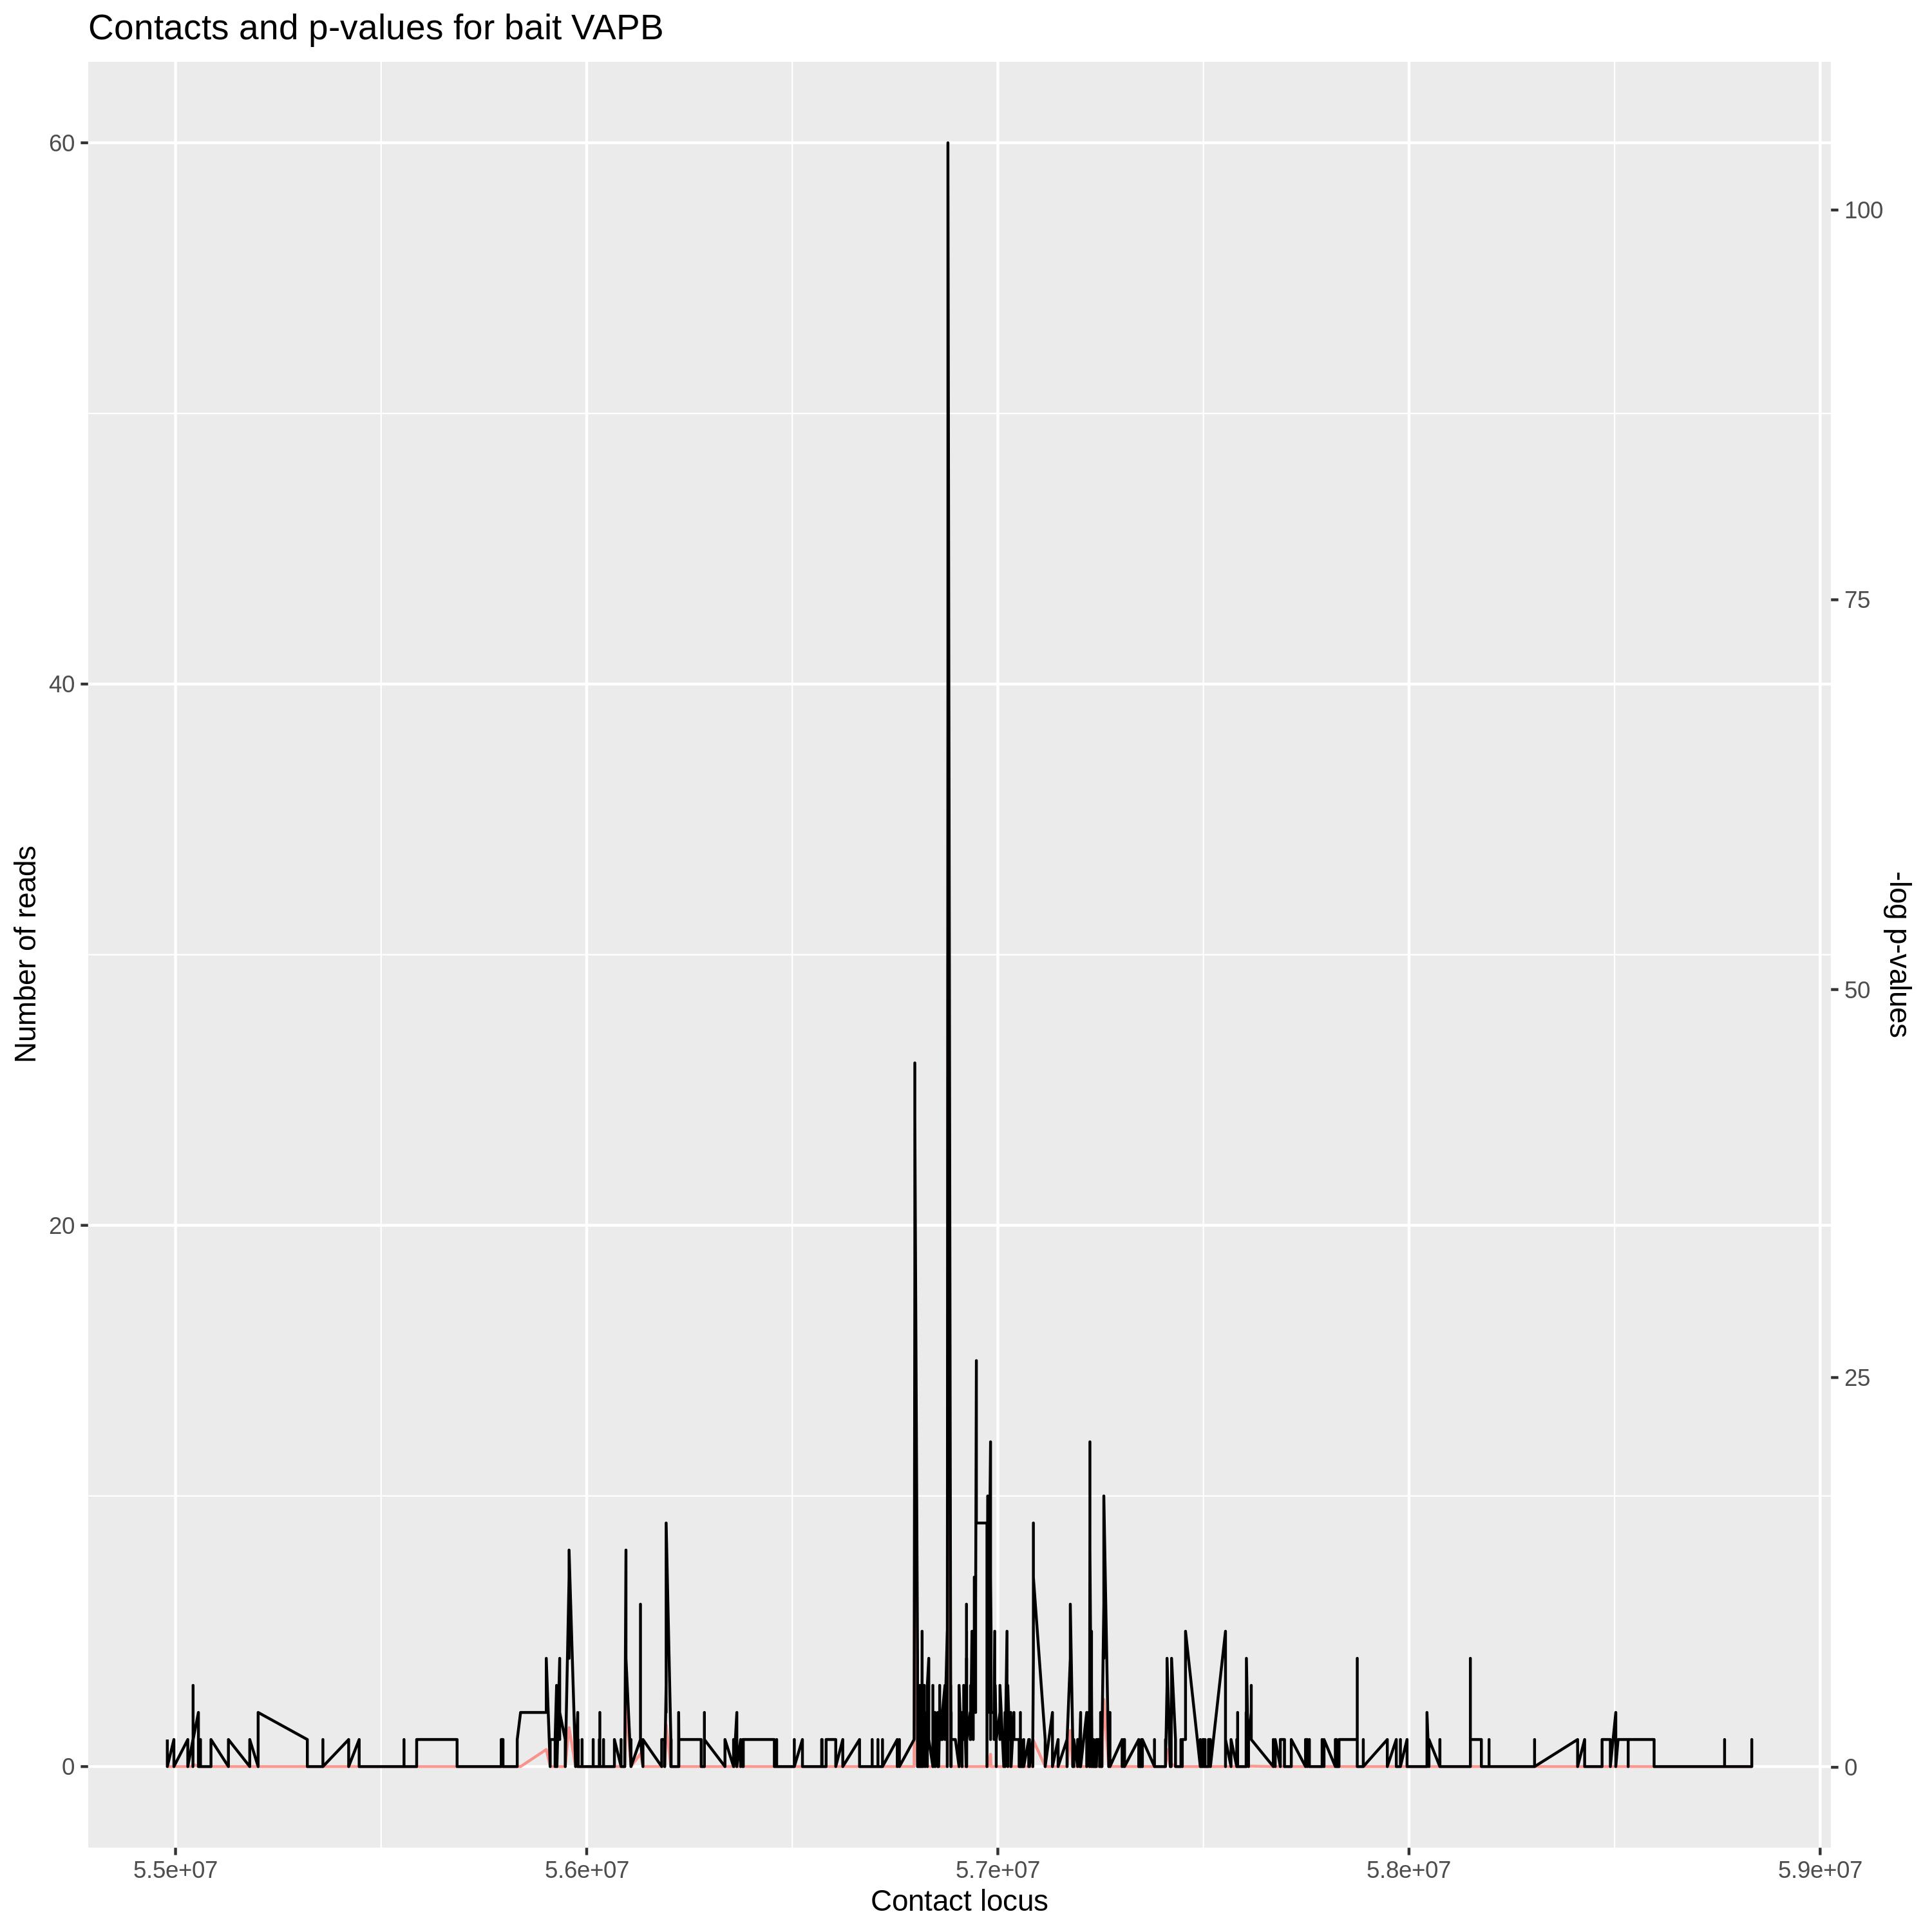 Contacts and p-values for bait VAPB
60
40
20
0
Number of reads
100
75
50
25
0
-log p-values
5.5e+07
5.6e+07
5.7e+07
5.8e+07
5.9e+07
Contact locus